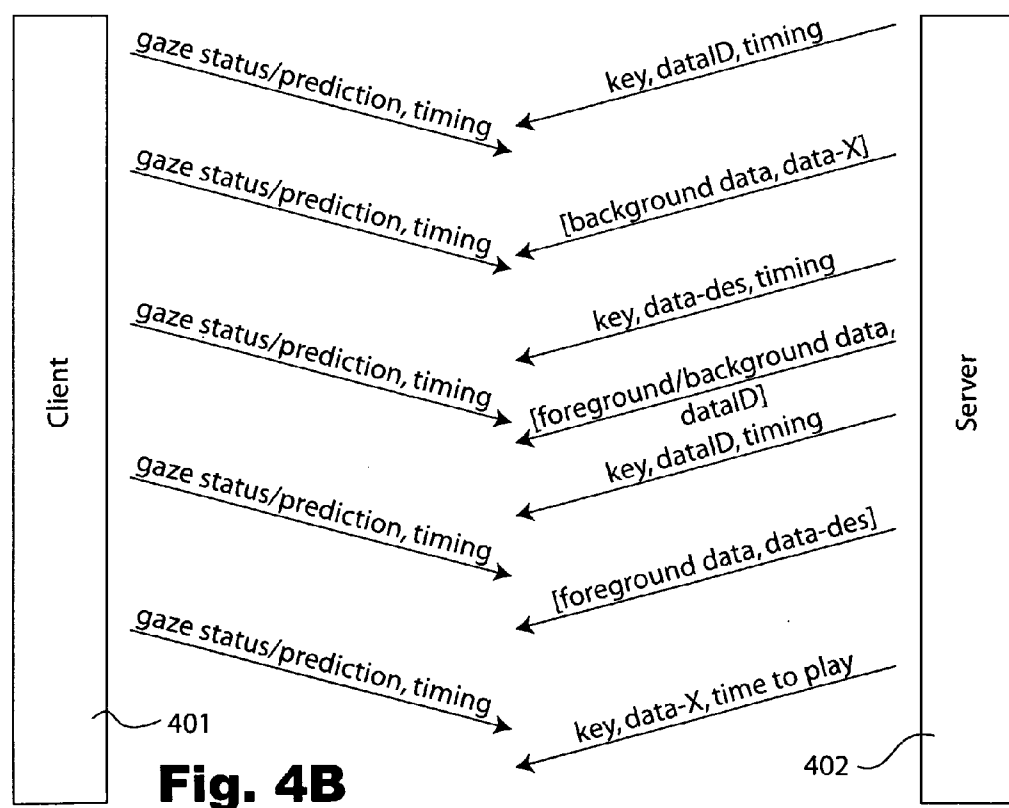 gaze status/prediction, timing
key, dataID, timing
gaze status/prediction, timing
[background data, data-X]
key, data-des, timing
gaze status/prediction, timing
[foreground/background data,
dataID]
key, dataID, timing
gaze status/prediction, timing
[foreground data, data-des]
gaze status/prediction, timing
key, data-X, time to play
Client
Server
401
402
Fig. 4B